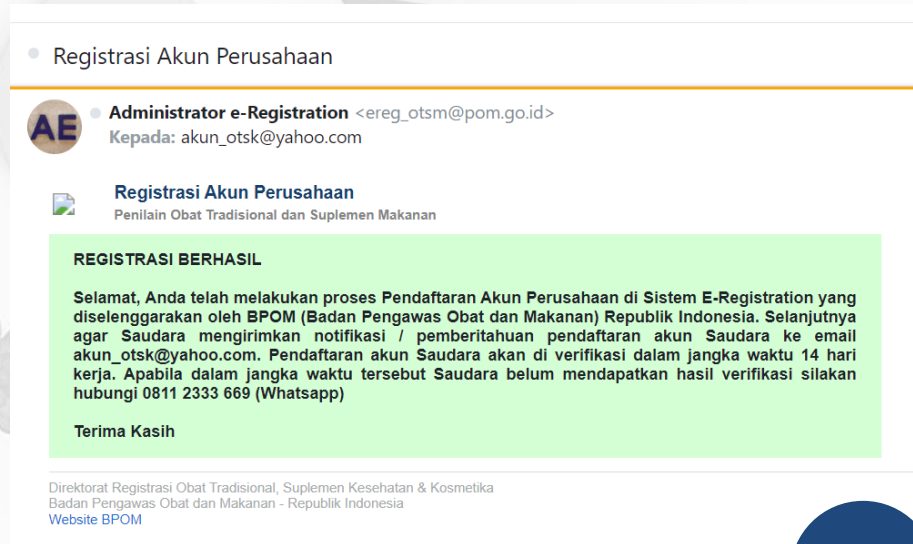 Registrasi Akun Perusahaan
AE
Administrator e-Registration <ereg_otsm@pom.go.id>
Kepada: akun_otsk@yahoo.com
Registrasi Akun Perusahaan
Penilain Obat Tradisional dan Suplemen Makanan
REGISTRASI BERHASIL
Selamat, Anda telah melakukan proses Pendaftaran Akun Perusahaan di Sistem E-Registration yang
diselenggarakan oleh BPOM (Badan Pengawas Obat dan Makanan) Republik Indonesia. Selanjutnya
agar Saudara mengirimkan notifikasi / pemberitahuan pendaftaran akun Saudara ke email
akun_otsk@yahoo.com. Pendaftaran akun Saudara akan di verifikasi dalam jangka waktu 14 hari
kerja. Apabila dalam jangka waktu tersebut Saudara belum mendapatkan hasil verifikasi silakan
hubungi 0811 2333 669 (Whatsapp)
Terima Kasih
Direktorat Registrasi Obat Tradisional, Suplemen Kesehatan & Kosmetika
Badan Pengawas Obat dan Makanan - Republik Indonesia
Website BPOM